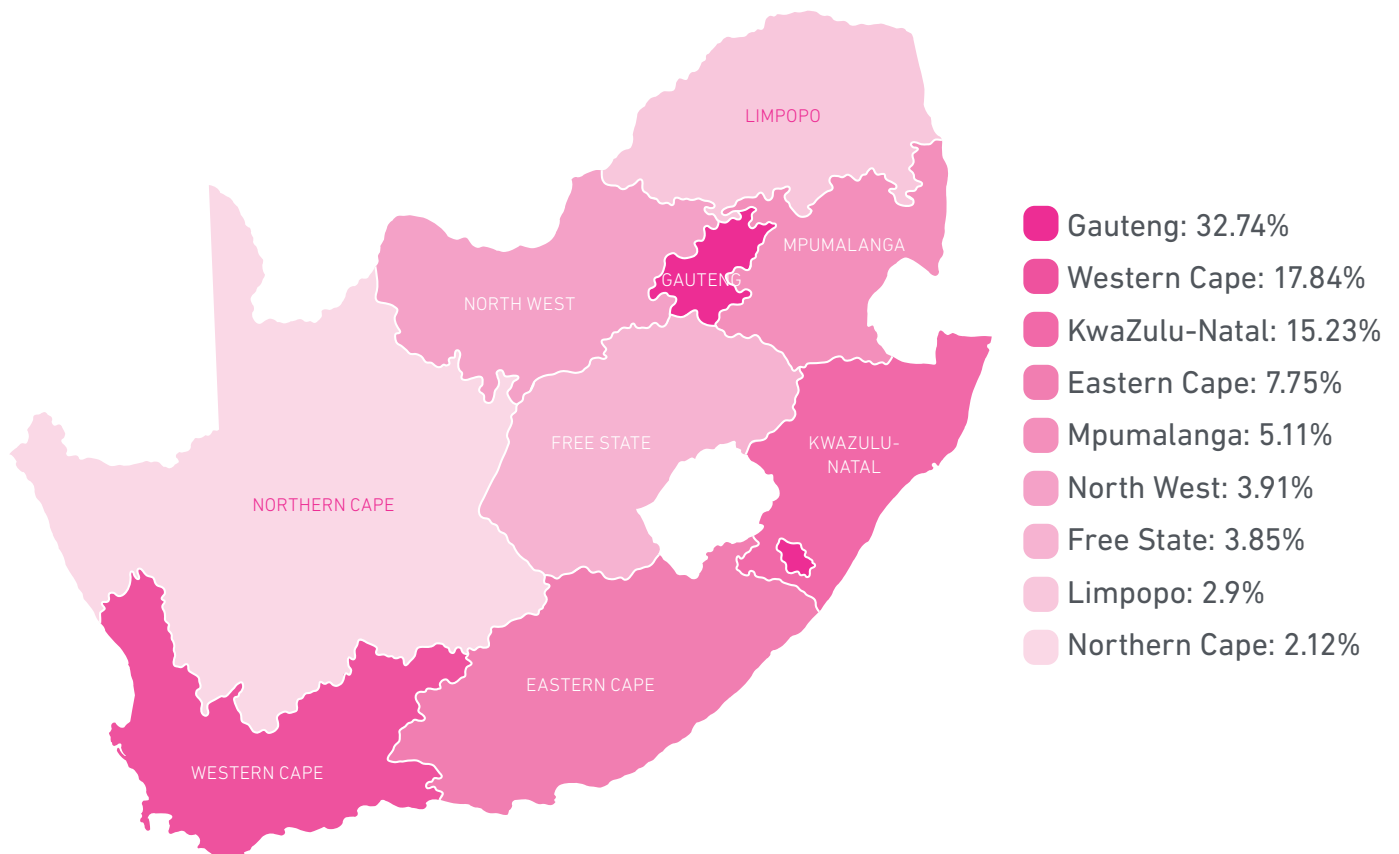 LIMPOPO
MPUMALANGA
GAUTENG
NORTH WEST
FREE STATE
KWAZULU-
NATAL
NORTHERN CAPE
EASTERN CAPE
WESTERN CAPE
Gauteng: 32.74%
Western Cape: 17.84%
KwaZulu-Natal: 15.23%
Eastern Cape: 7.75%
Mpumalanga: 5.11%
North West: 3.91%
Free State: 3.85%
Limpopo: 2.9%
Northern Cape: 2.12%